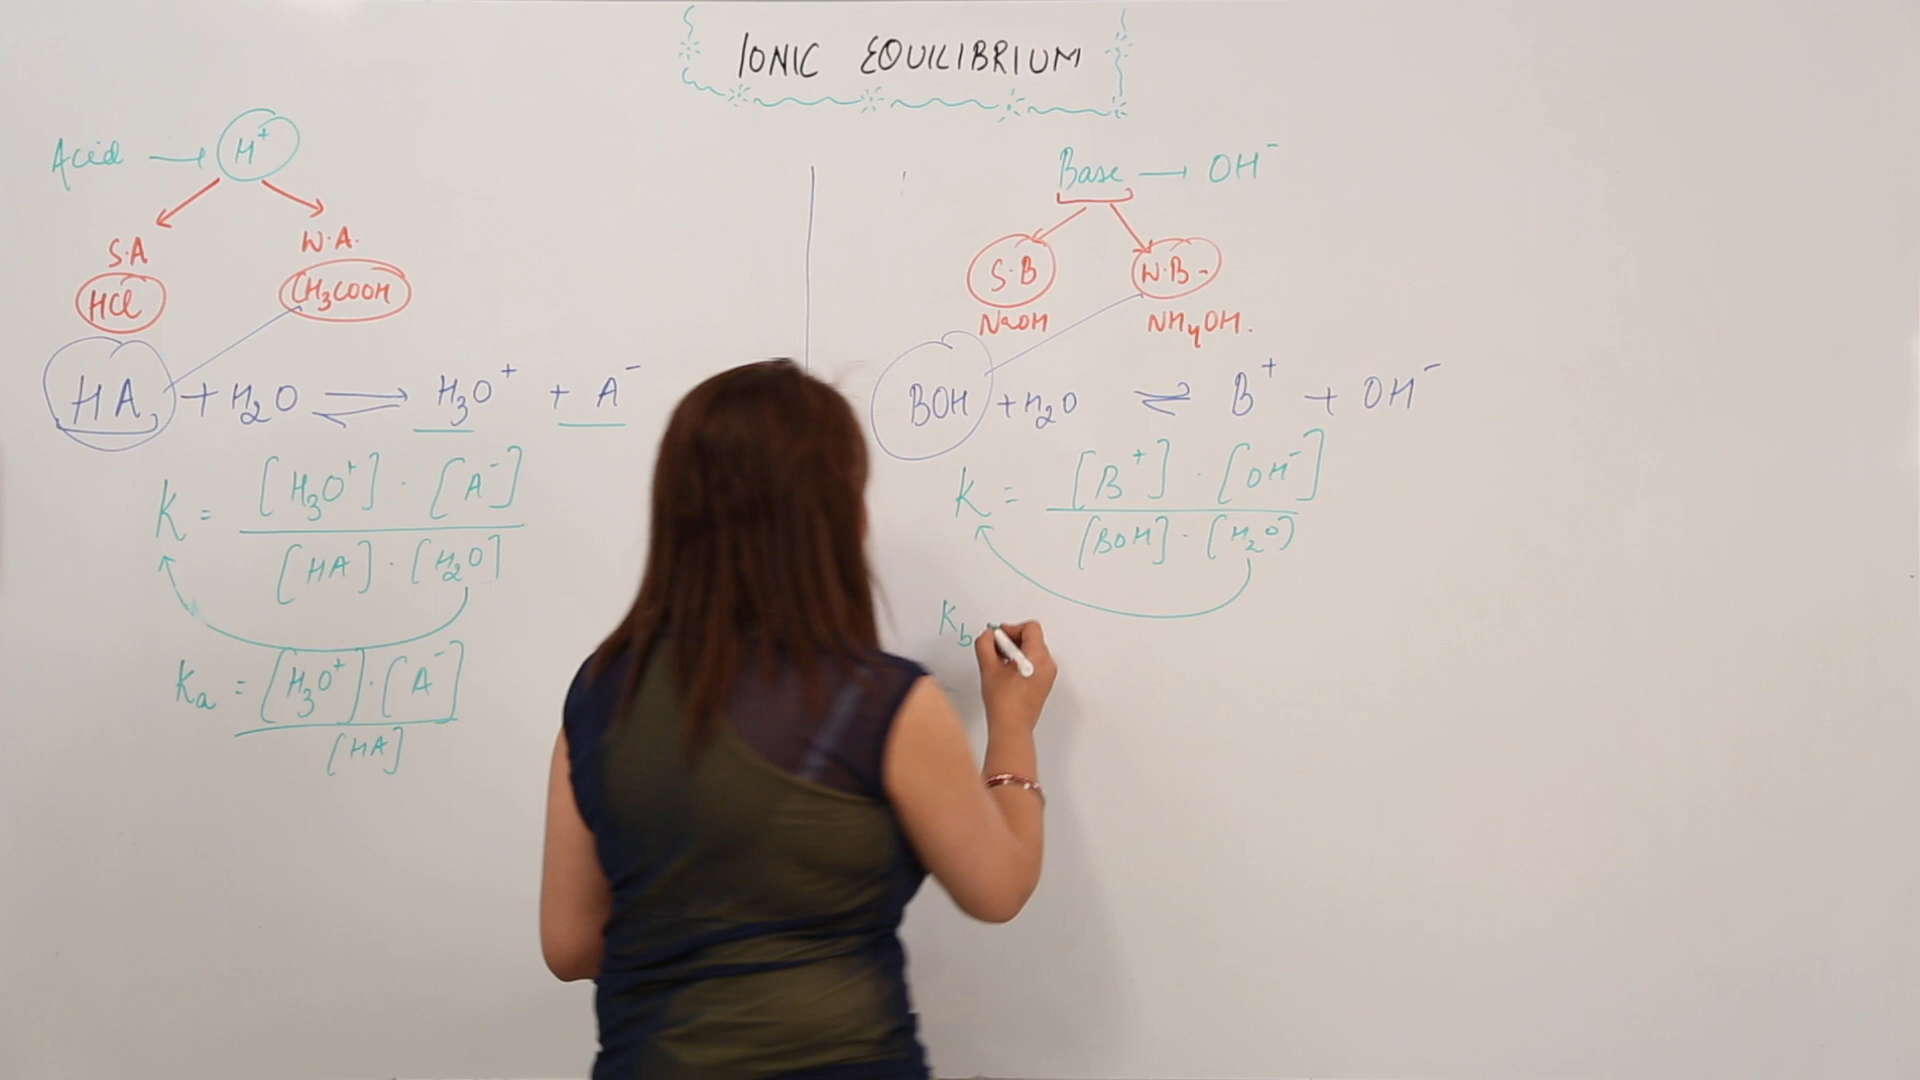 IONIC EQUILIBRIUM
Acid → H⁺
S.A W.A.
HCl CH₃COOH
HA + H₂O ⇌ H₃O⁺ + A⁻
K = [H₃O⁺] · [A⁻]
[HA] · [H₂O]
Ka = [H₃O⁺] · [A⁻]
[HA]
Base → OH⁻
S.B W.B-
NaOH NH₄OH.
BOH + H₂O ⇌ B⁺ + OH⁻
K = [B⁺] · [OH⁻]
[BOH] · [H₂O]
Kb